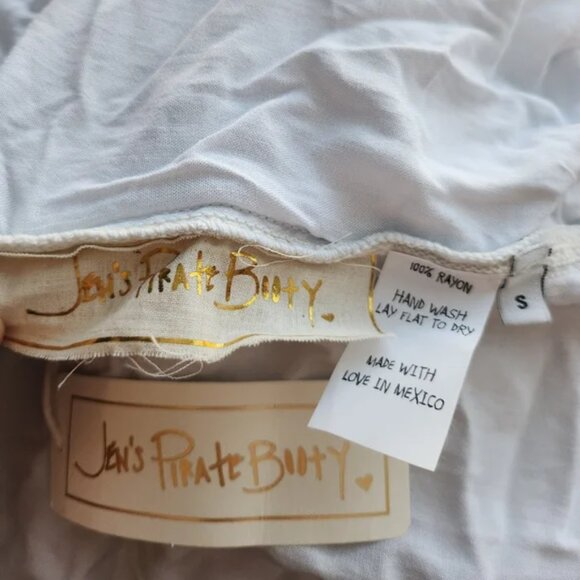 JEN'S PIRATE BOOTY
100% RAYON
HAND WASH
LAY FLAT TO DRY
MADE WITH
LOVE IN MEXICO
S
JEN'S PIRATE BOOTY